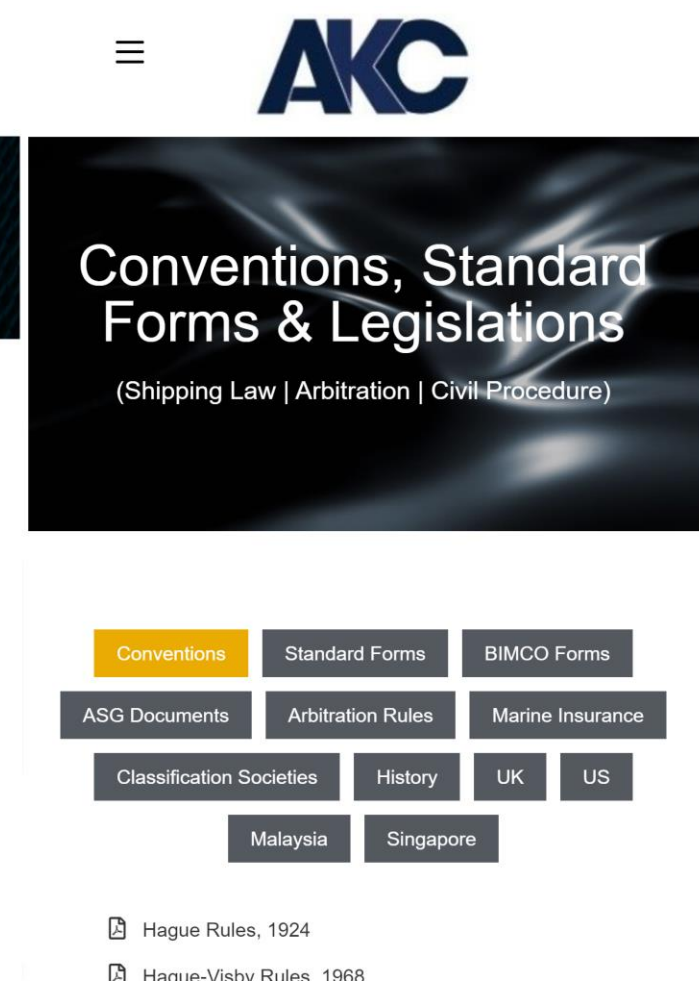 AKC
Conventions, Standard
Forms & Legislations
(Shipping Law | Arbitration | Civil Procedure)
Conventions
Standard Forms
BIMCO Forms
ASG Documents
Arbitration Rules
Marine Insurance
Classification Societies
History
UK
US
Malaysia
Singapore
Hague Rules, 1924
Hague-Visby Rules, 1968